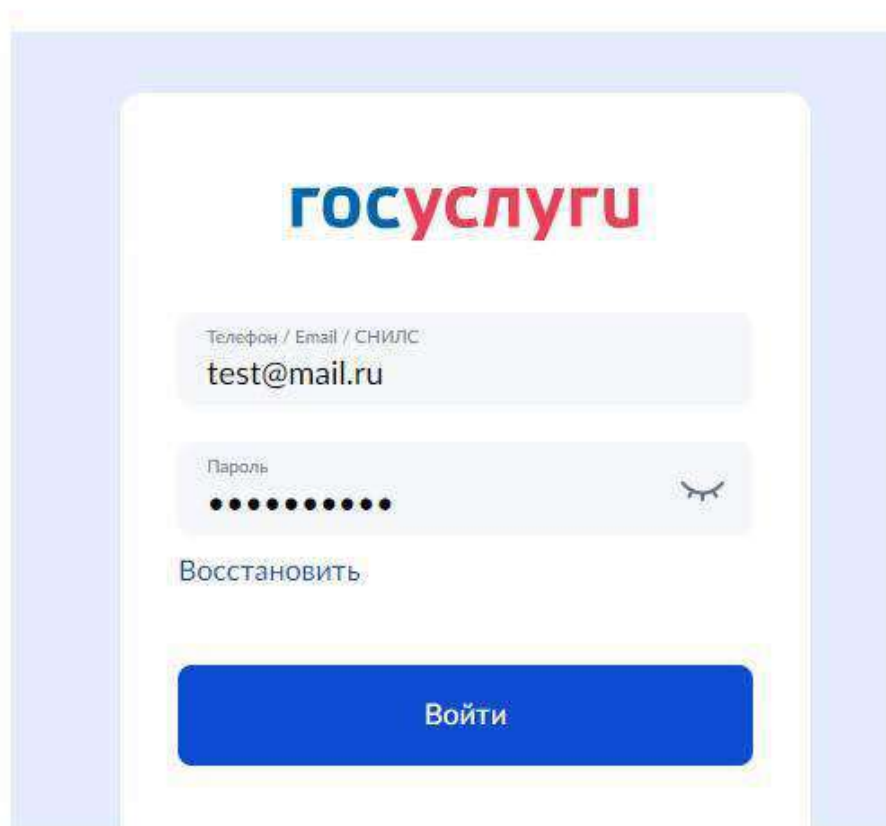 госуслуги
Телефон / Email / СНИЛС
test@mail.ru
Пароль
••••••••••
Восстановить
Войти